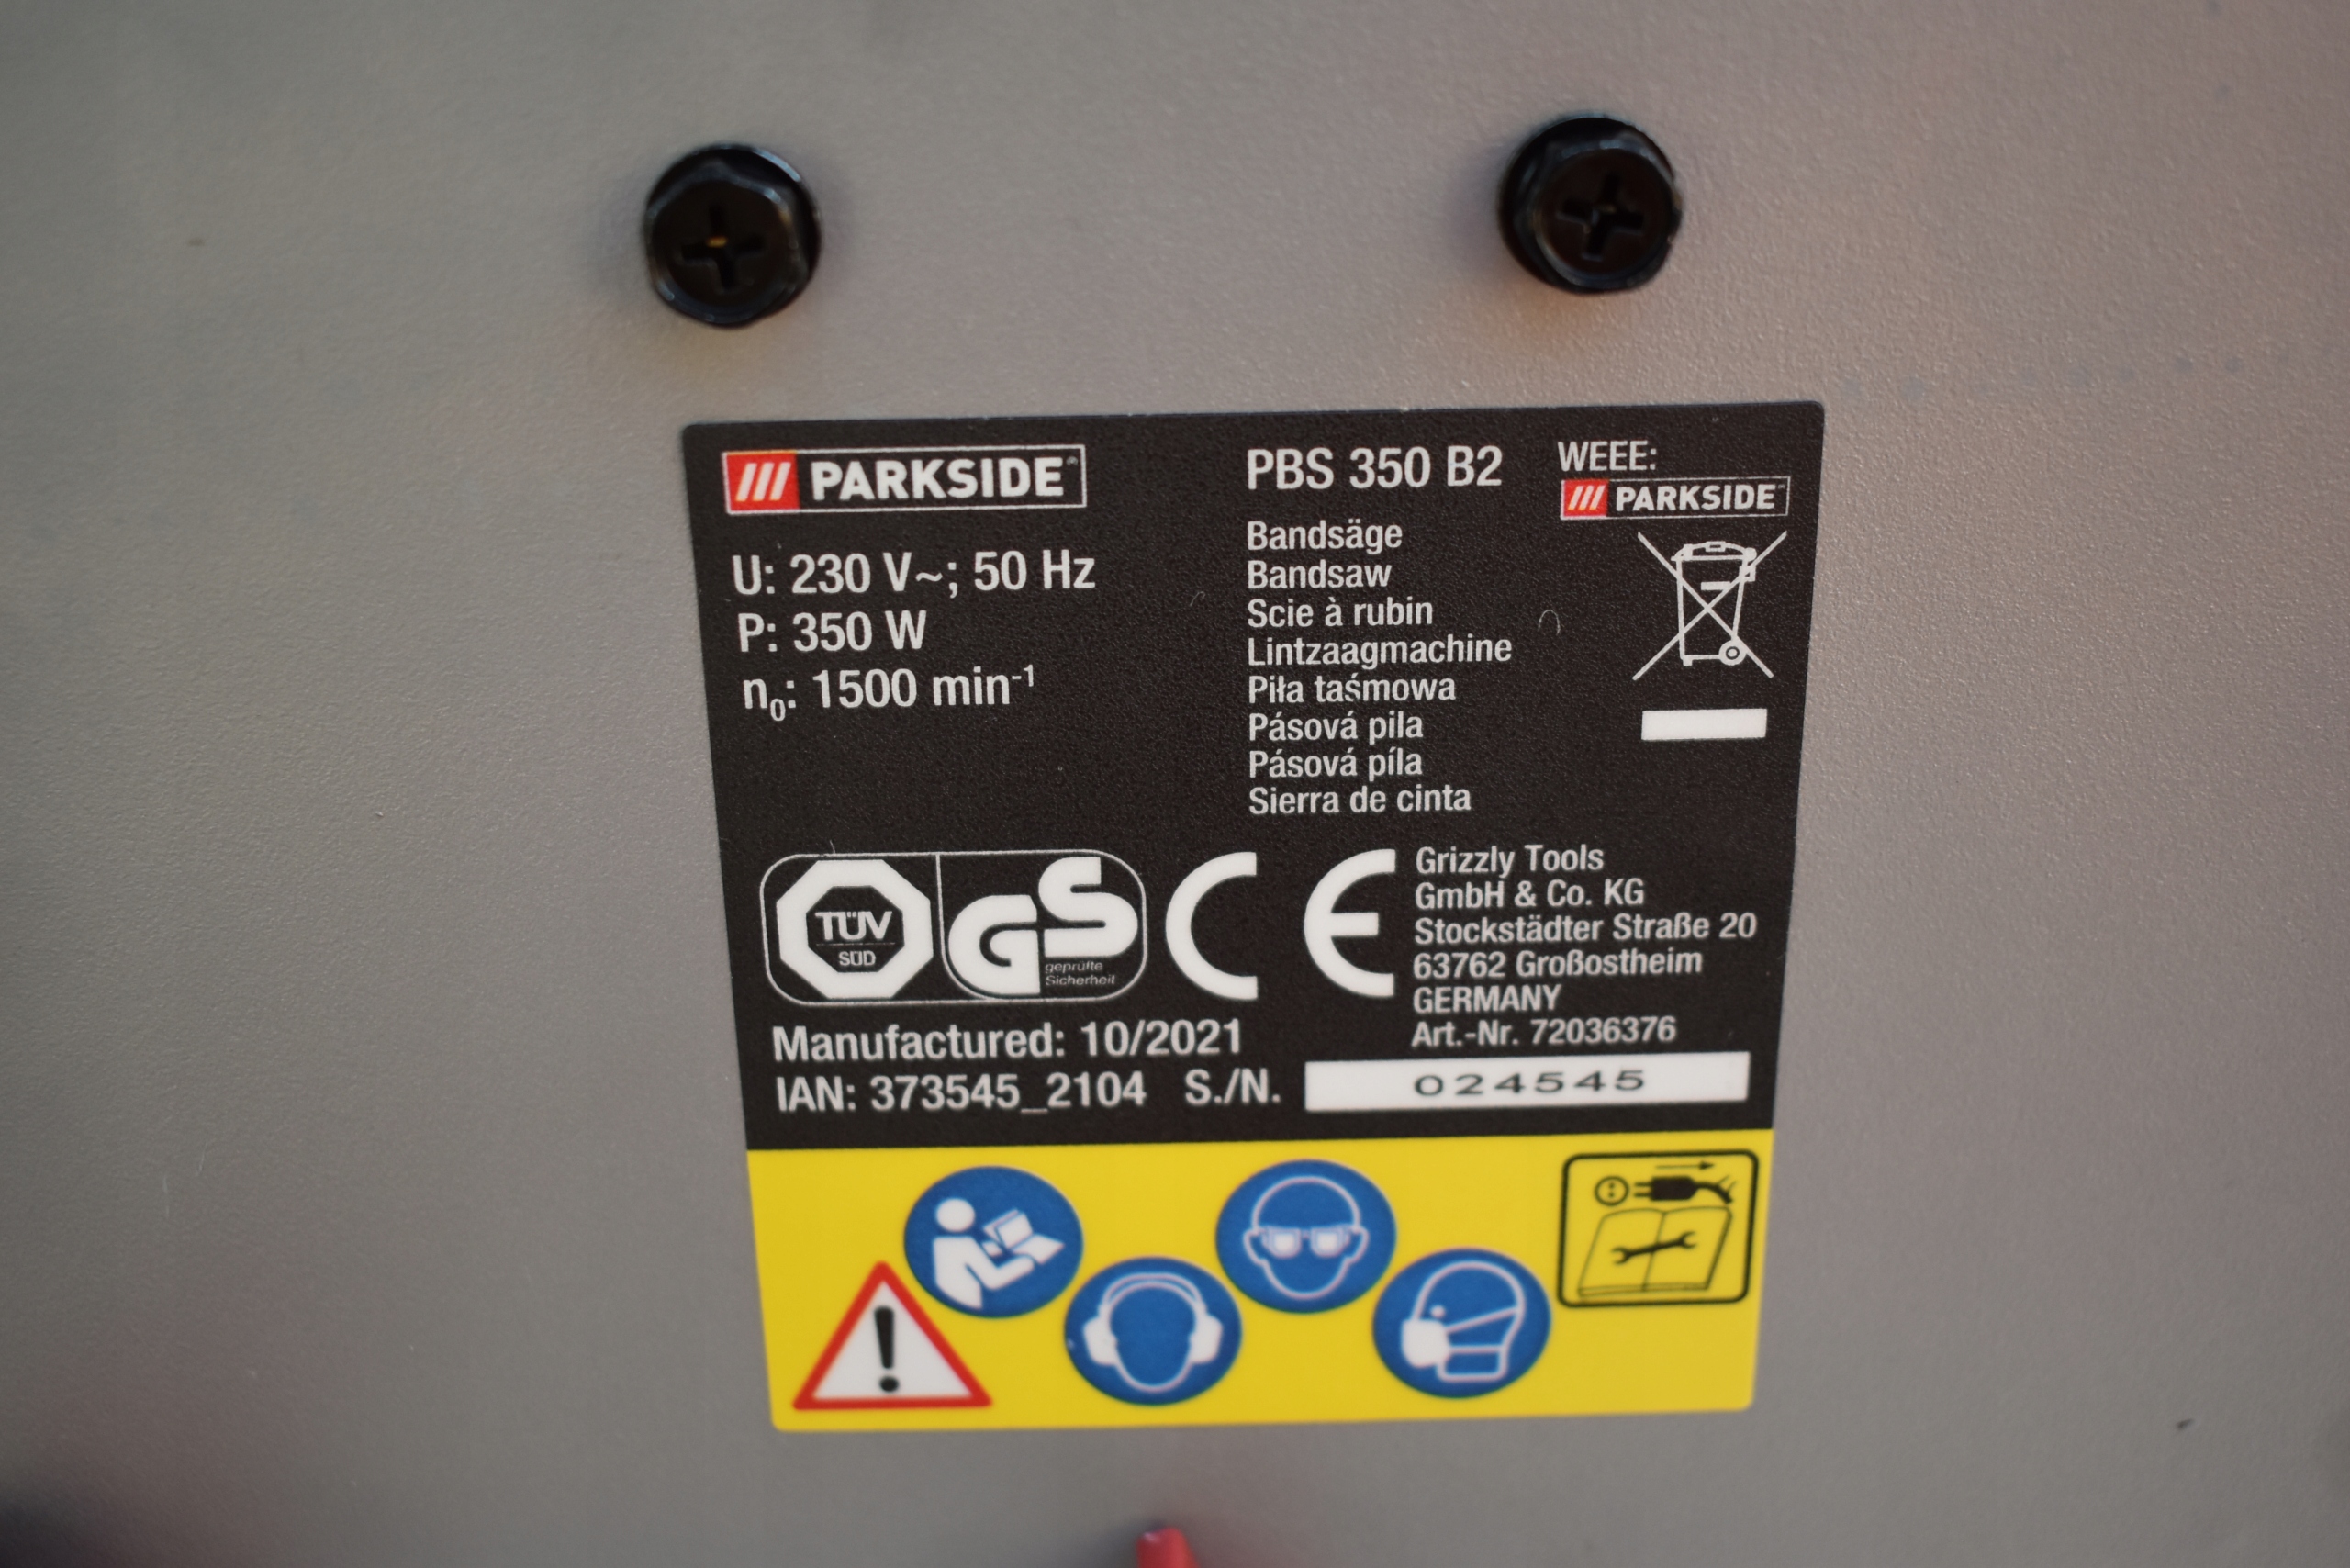 PARKSIDE
U: 230 V~; 50 Hz
P: 350 W
n₀: 1500 min⁻¹
PBS 350 B2
Bandsäge
Bandsaw
Scie à rubin
Lintzaagmachine
Piła taśmowa
Pásová pila
Pásová píla
Sierra de cinta
WEEE:
PARKSIDE
TÜV
SÜD
GS
geprüfte
Sicherheit
CE
Grizzly Tools
GmbH & Co. KG
Stockstädter Straße 20
63762 Großostheim
GERMANY
Art.-Nr. 72036376
Manufactured: 10/2021
IAN: 373545_2104 S./N. 024545